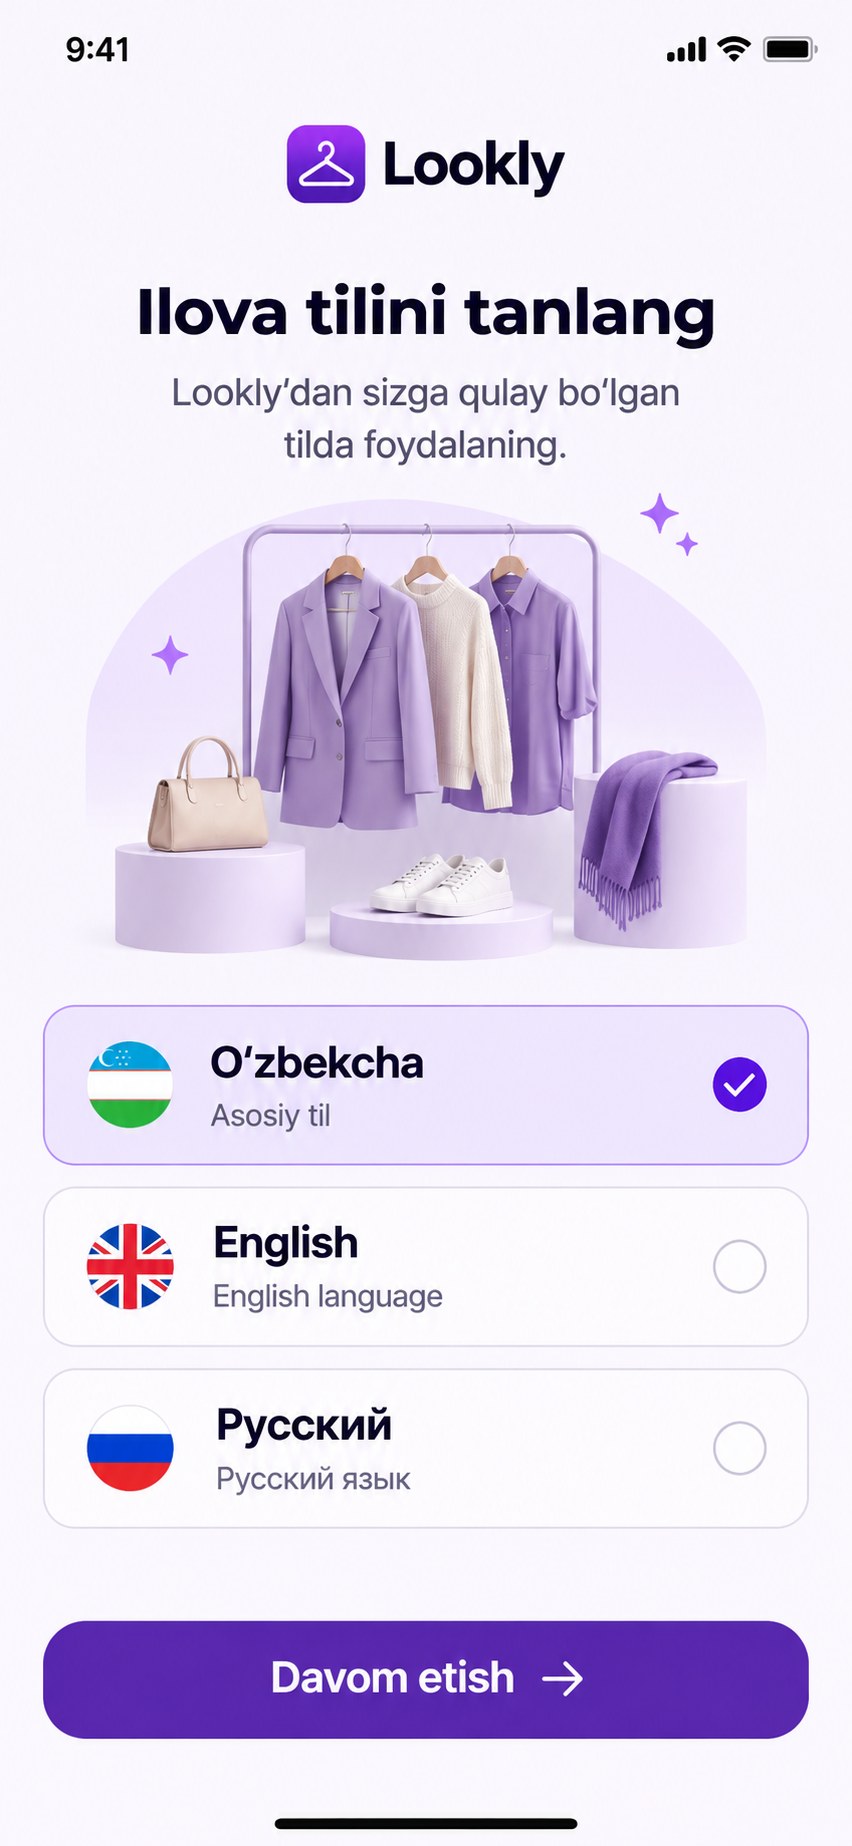 9:41
Lookly
Ilova tilini tanlang
Lookly‘dan sizga qulay bo‘lgan
tilda foydalaning.
O‘zbekcha
Asosiy til
English
English language
Русский
Русский язык
Davom etish →